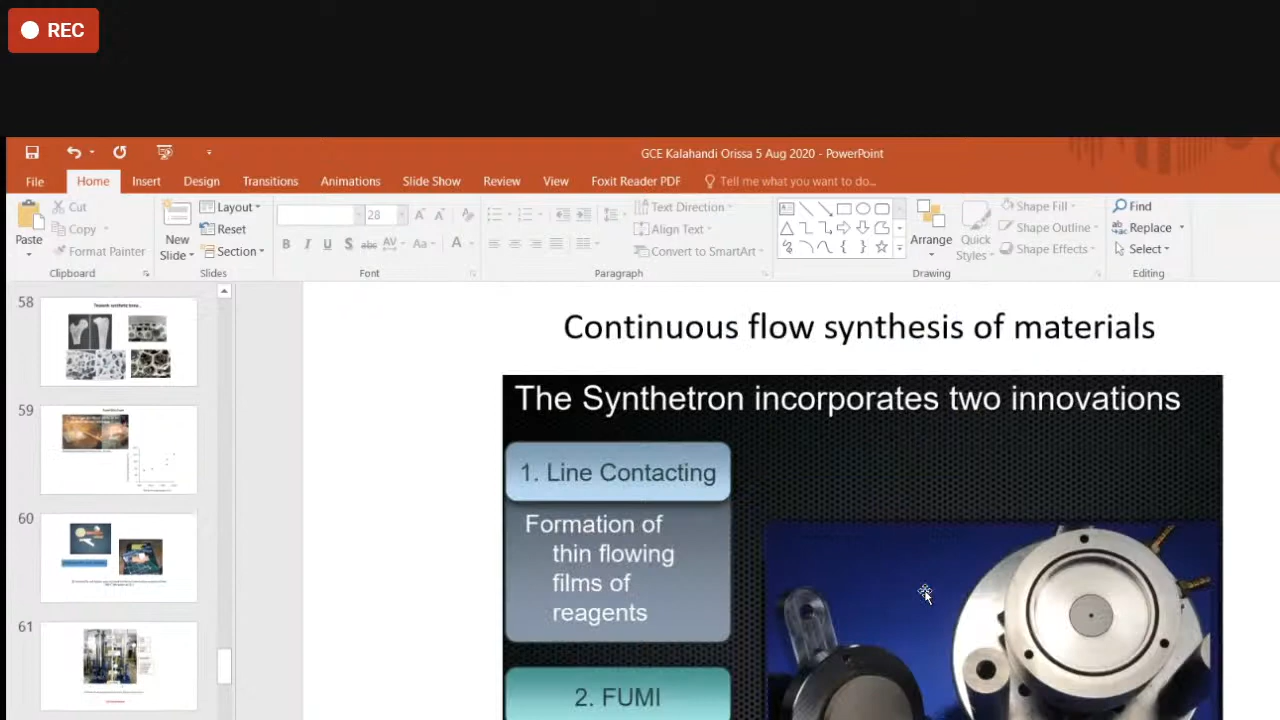 REC
GCE Kalahandi Orissa 5 Aug 2020 - PowerPoint
File Home Insert Design Transitions Animations Slide Show Review View Foxit Reader PDF Tell me what you want to do...
Paste
Cut
Copy
Format Painter
Clipboard
New Slide
Layout
Reset
Section
Slides
28
B I U S abc AV Aa A
Font
Text Direction
Align Text
Convert to SmartArt
Paragraph
Arrange
Quick Styles
Shape Fill
Shape Outline
Shape Effects
Drawing
Find
Replace
Select
Editing
58
59
60
61
Continuous flow synthesis of materials
The Synthetron incorporates two innovations
1. Line Contacting
Formation of
thin flowing
films of
reagents
2. FUMI